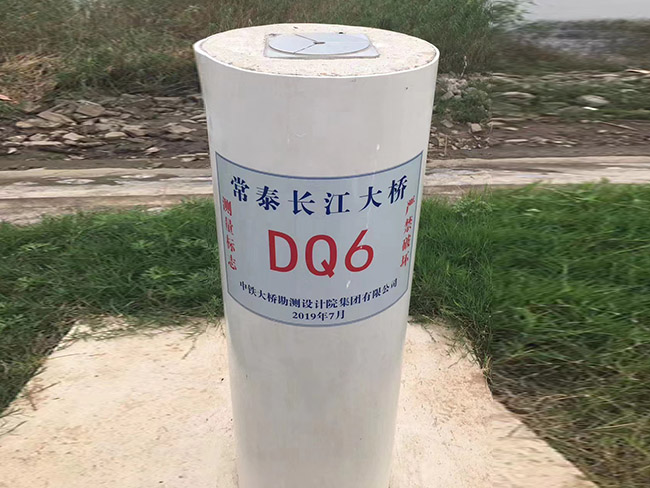 常泰长江大桥
测量标志
DQ6
严禁破坏
中铁大桥勘测设计院集团有限公司
2019年7月